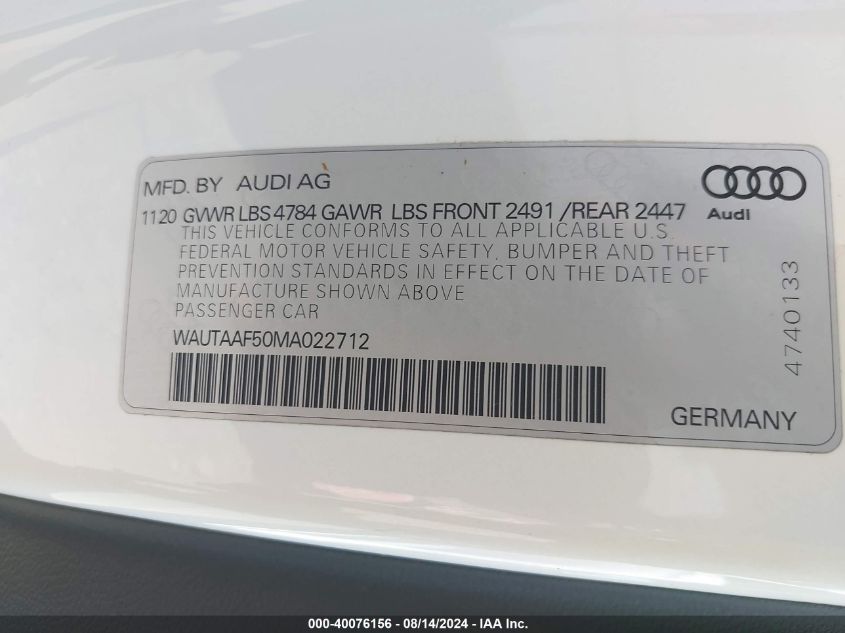 MFD. BY AUDI AG
1120 GVWR LBS 4784 GAWR LBS FRONT 2491 /REAR 2447
Audi
THIS VEHICLE CONFORMS TO ALL APPLICABLE U.S.
FEDERAL MOTOR VEHICLE SAFETY, BUMPER AND THEFT
PREVENTION STANDARDS IN EFFECT ON THE DATE OF
MANUFACTURE SHOWN ABOVE
PASSENGER CAR
WAUTAAF50MA022712
4740133
GERMANY
000-40076156 - 08/14/2024 - IAA Inc.